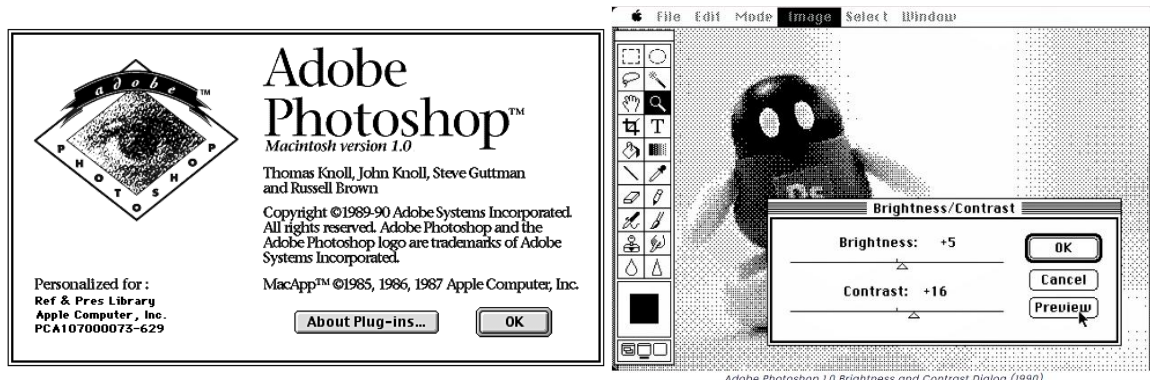 adobe™
PHOTOSHOP
Adobe
Photoshop™
Macintosh version 1.0
Thomas Knoll, John Knoll, Steve Guttman
and Russell Brown
Copyright ©1989-90 Adobe Systems Incorporated.
All rights reserved. Adobe Photoshop and the
Adobe Photoshop logo are trademarks of Adobe
Systems Incorporated.
MacApp™ ©1985, 1986, 1987 Apple Computer, Inc.
Personalized for :
Ref & Pres Library
Apple Computer, Inc.
PCA107000073-629
About Plug-ins...
OK
File Edit Mode Image Select Window
T
Ps
Brightness/Contrast
Brightness: +5
Contrast: +16
OK
Cancel
Preview
Adobe Photoshop 1.0 Brightness and Contrast Dialog (1990)